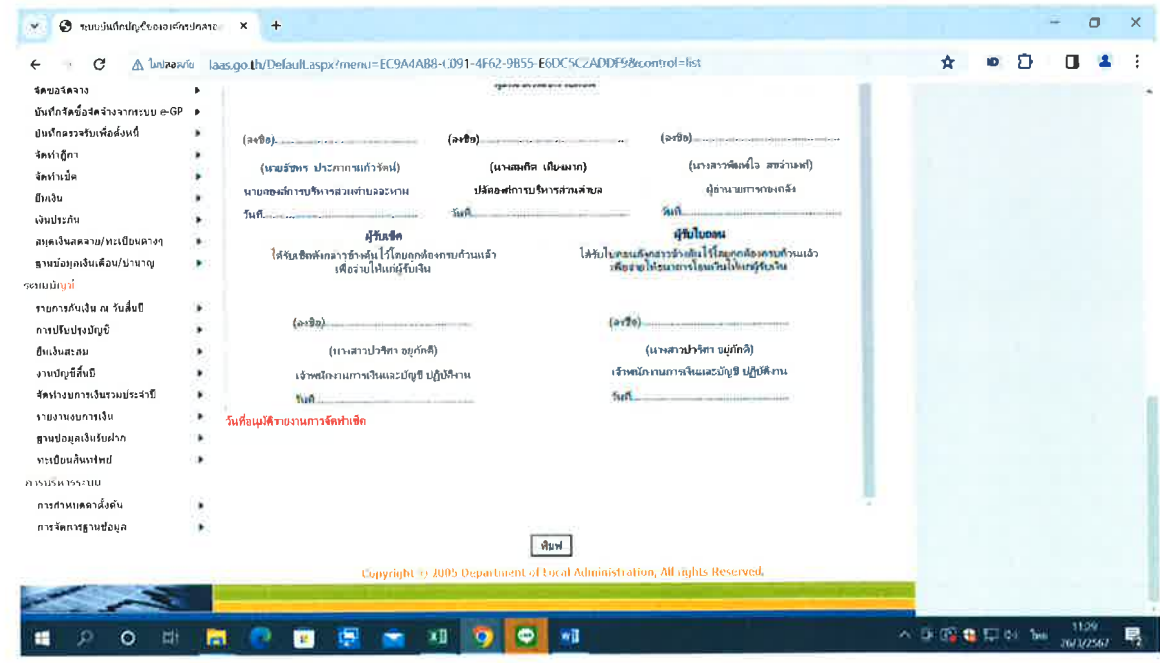 ระบบบันทึกบัญชีขององค์กรปกครอง
ไม่ปลอดภัย laas.go.th/Default.aspx?menu=EC9A4AB8-C091-4F62-9B55-E6DC5C2ADDF9&control=list
จัดซื้อจัดจ้าง
บันทึกจัดซื้อจัดจ้างจากระบบ e-GP
บันทึกตรวจรับเพื่อตั้งหนี้
จัดทำฎีกา
จัดทำเช็ค
ยืมเงิน
เงินประกัน
สมุดเงินสดจ่าย/ทะเบียนต่างๆ
ฐานข้อมูลเงินเดือน/บำนาญ
ระบบบัญชี
รายการกันเงิน ณ วันสิ้นปี
การปรับปรุงบัญชี
ยืมเงินสะสม
งานบัญชีสิ้นปี
จัดทำงบการเงินรวมประจำปี
รายงานงบการเงิน
ฐานข้อมูลเงินรับฝาก
ทะเบียนสินทรัพย์
การบริหารระบบ
การกำหนดค่าตั้งต้น
การจัดการฐานข้อมูล
(ลงชื่อ) (ลงชื่อ) (ลงชื่อ)
(นายธัชพร ประภากรแก้วรัตน์) (นางสมกิต เทียงมาก) (นางสาวพิมพ์ใจ)
นายกองค์การบริหารส่วนตำบล ปลัดองค์การบริหารส่วนตำบล ผู้อำนวยการกองคลัง
วันที่ วันที่ วันที่
ผู้รับเช็ค ผู้รับใบถอน
ได้รับเช็คดังกล่าวข้างต้นไว้โดยถูกต้องครบถ้วนแล้ว ได้รับใบถอนดังกล่าวข้างต้นไว้โดยถูกต้องครบถ้วนแล้ว
เพื่อจ่ายให้แก่ผู้รับเงิน เพื่อจ่ายให้ธนาคารโอนเงินให้แก่ผู้รับเงิน
(ลงชื่อ) (ลงชื่อ)
(นางสาวปวริศา อยู่ภักดี) (นางสาวปวริศา อยู่ภักดี)
เจ้าพนักงานการเงินและบัญชี ปฏิบัติงาน เจ้าพนักงานการเงินและบัญชี ปฏิบัติงาน
วันที่ วันที่
วันที่อนุมัติรายงานการจัดทำเช็ค
พิมพ์
Copyright © 2005 Department of Local Administration, All rights Reserved.
ไทย
11:29
26/3/2567